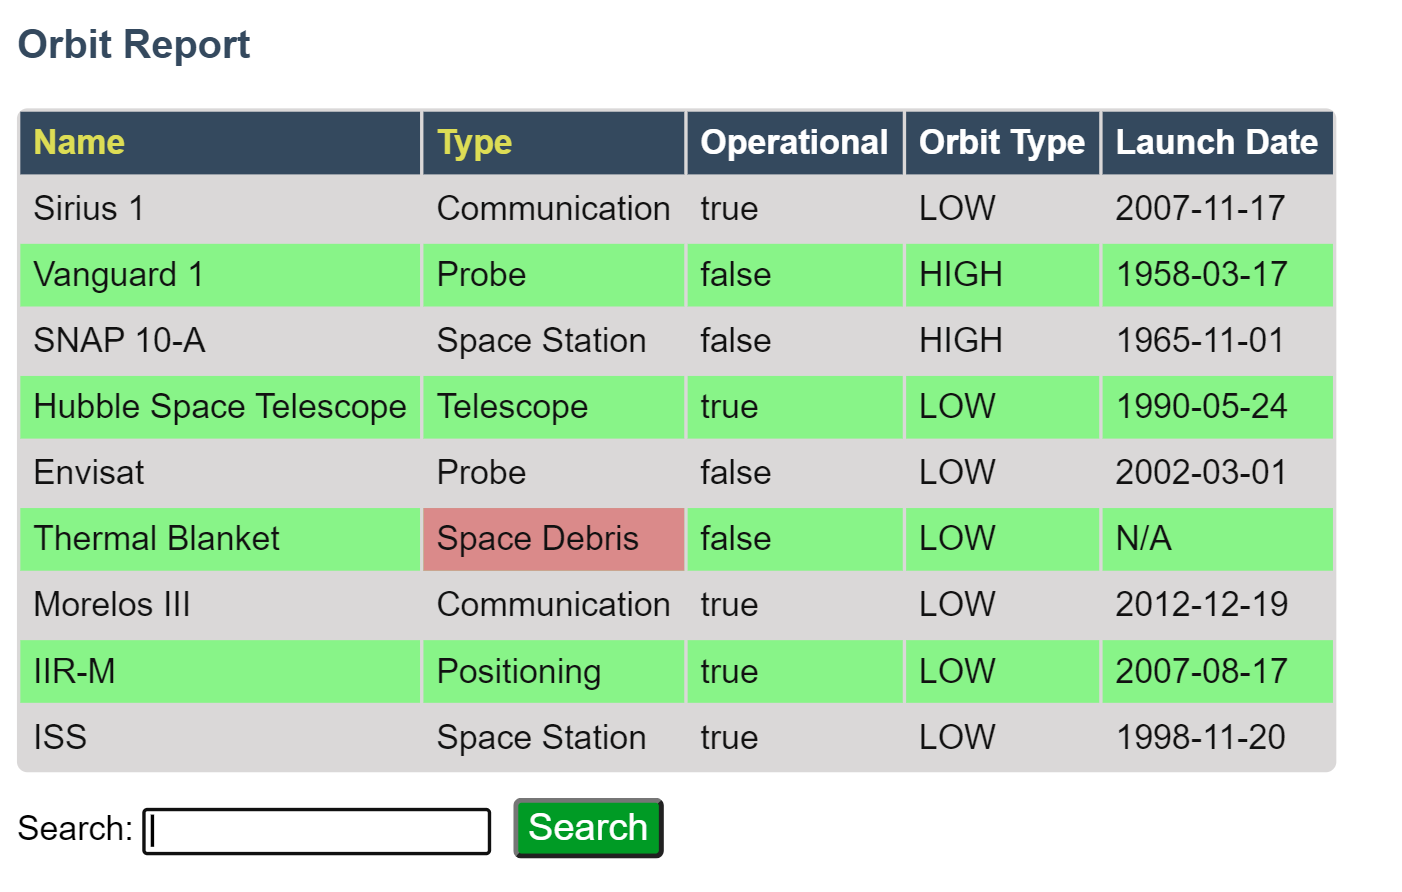 Orbit Report
Name Type Operational Orbit Type Launch Date
Sirius 1 Communication true LOW 2007-11-17
Vanguard 1 Probe false HIGH 1958-03-17
SNAP 10-A Space Station false HIGH 1965-11-01
Hubble Space Telescope Telescope true LOW 1990-05-24
Envisat Probe false LOW 2002-03-01
Thermal Blanket Space Debris false LOW N/A
Morelos III Communication true LOW 2012-12-19
IIR-M Positioning true LOW 2007-08-17
ISS Space Station true LOW 1998-11-20
Search: Search